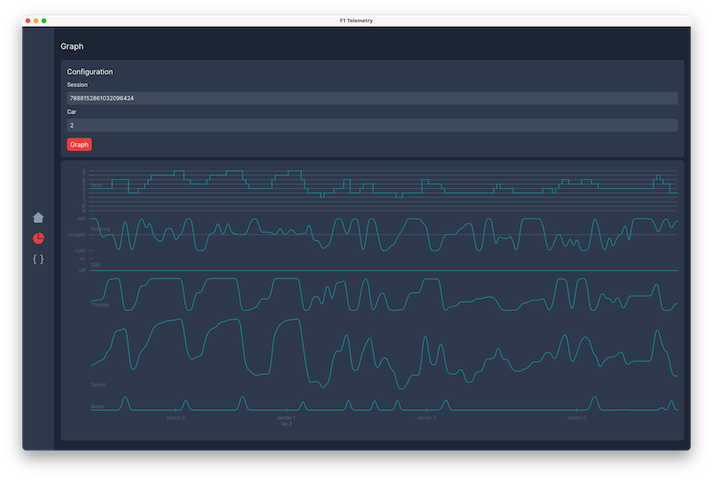 F1 Telemetry
Graph
Configuration
Session
7888152861032096424
Car
2
Graph
Gear
left
Steering
straight
right
on
DRS
off
Throttle
Speed
Brake
sector 3
sector 1
lap 2
sector 2
sector 3